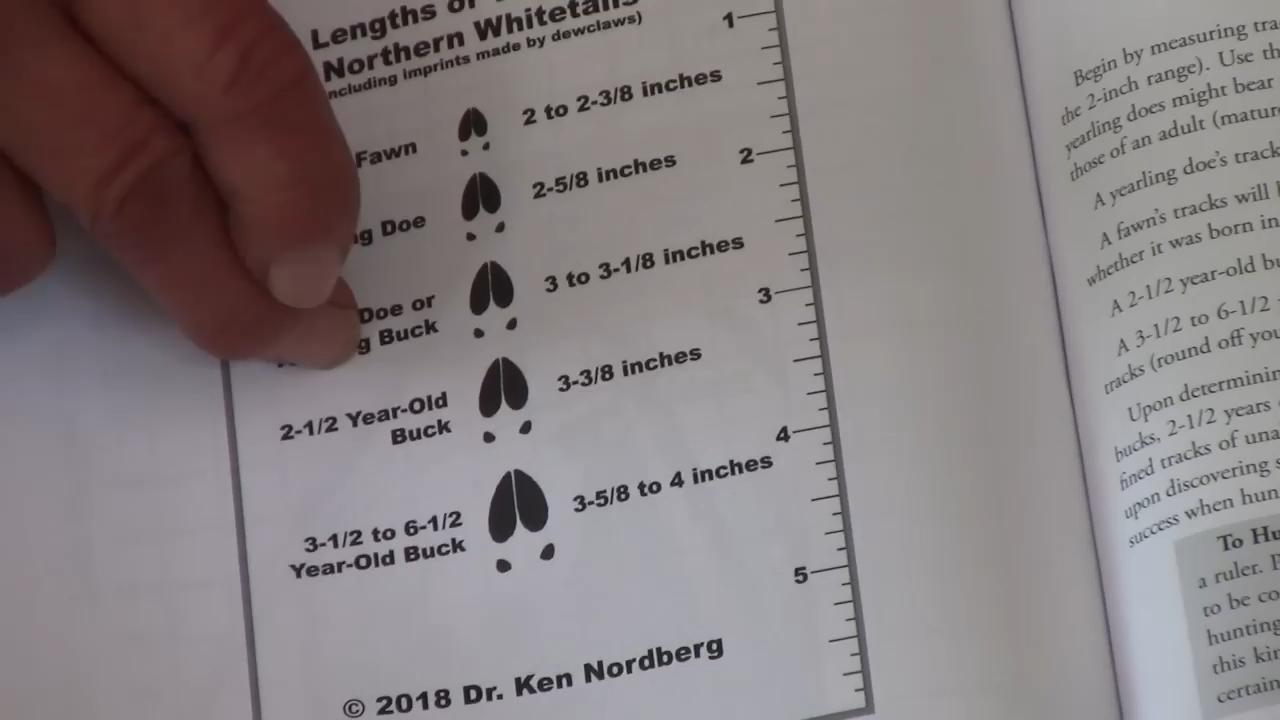 Lengths of
Northern Whitetails
ncluding imprints made by dewclaws)
Fawn
2 to 2-3/8 inches
g Doe
2-5/8 inches
Doe or
g Buck
3 to 3-1/8 inches
2-1/2 Year-Old
Buck
3-3/8 inches
3-1/2 to 6-1/2
Year-Old Buck
3-5/8 to 4 inches
© 2018 Dr. Ken Nordberg
1
2
3
4
5
Begin by measuring tra
the 2-inch range). Use th
yearling does might bear
those of an adult (matur
A yearling doe's track
A fawn's tracks will
whether it was born in
A 2-1/2 year-old bu
A 3-1/2 to 6-1/2
tracks (round off you
Upon determinin
bucks, 2-1/2 years
fined tracks of una
upon discovering s
success when hun
To Hu
a ruler. P
to be co
hunting
this kin
certain